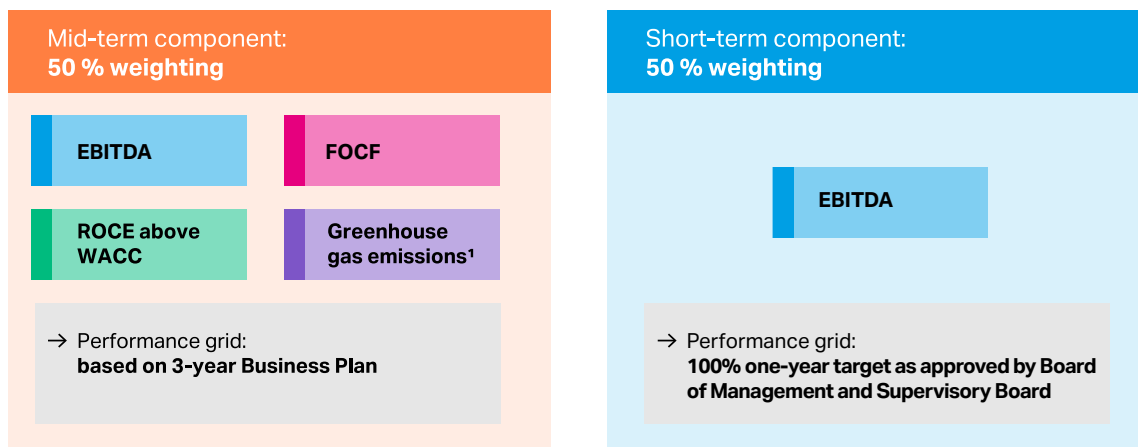 Mid-term component:
50 % weighting
EBITDA
FOCF
ROCE above
WACC
Greenhouse
gas emissions¹
→ Performance grid:
based on 3-year Business Plan
Short-term component:
50 % weighting
EBITDA
→ Performance grid:
100% one-year target as approved by Board
of Management and Supervisory Board